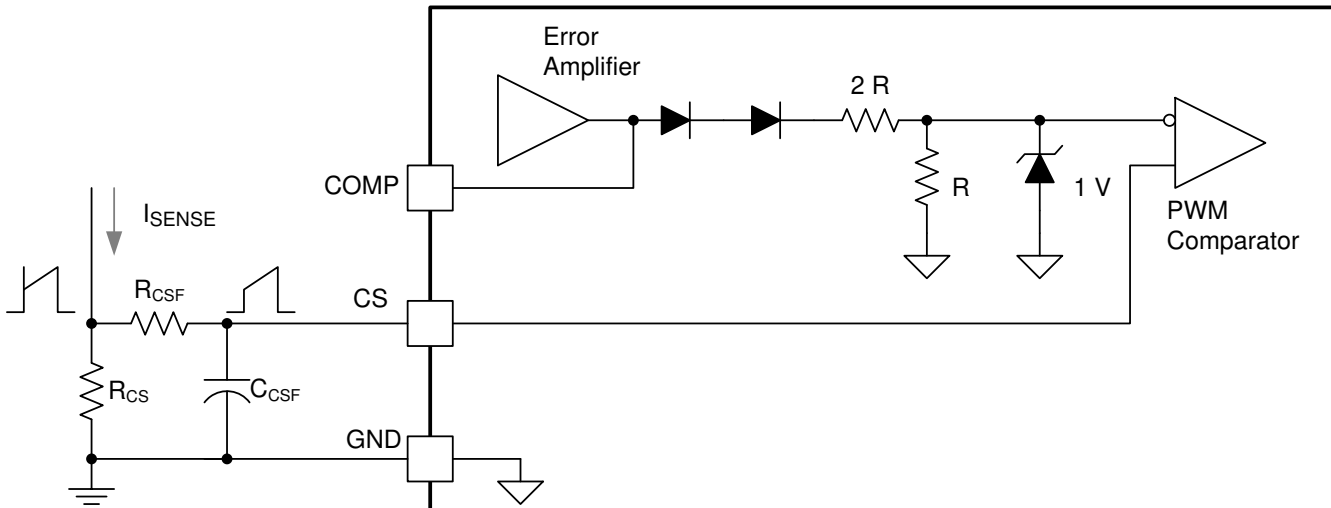 Error
Amplifier
2 R
COMP
R
1 V
PWM
Comparator
ISENSE
RCSF
CS
RCS
CCSF
GND